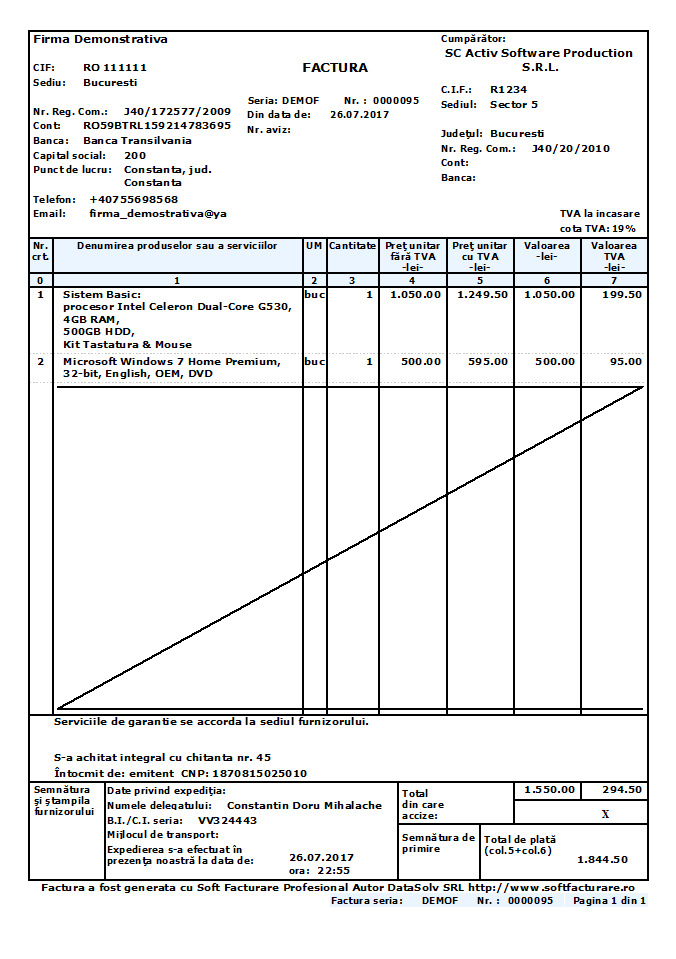 Firma Demonstrativa
CIF: RO 111111
Sediu: Bucuresti
Nr. Reg. Com.: J40/172577/2009
Cont: RO59BTRL159214783695
Banca: Banca Transilvania
Capital social: 200
Punct de lucru: Constanta, jud.
Constanta
Telefon: +40755698568
Email: firma_demostrativa@ya
FACTURA
Seria: DEMOF Nr. : 0000095
Din data de: 26.07.2017
Nr. aviz:
Cumpărător:
SC Activ Software Production
S.R.L.
C.I.F.: R1234
Sediul: Sector 5
Judeţul: Bucuresti
Nr. Reg. Com.: J40/20/2010
Cont:
Banca:
TVA la incasare
cota TVA: 19%
Nr. crt. Denumirea produselor sau a serviciilor UM Cantitate Preţ unitar fără TVA -lei- Preţ unitar cu TVA -lei- Valoarea -lei- Valoarea TVA -lei-
0 1 2 3 4 5 6 7
1 Sistem Basic: buc 1 1.050.00 1.249.50 1.050.00 199.50
procesor Intel Celeron Dual-Core G530,
4GB RAM,
500GB HDD,
Kit Tastatura & Mouse
2 Microsoft Windows 7 Home Premium, buc 1 500.00 595.00 500.00 95.00
32-bit, English, OEM, DVD
Serviciile de garantie se accorda la sediul furnizorului.
S-a achitat integral cu chitanta nr. 45
Întocmit de: emitent CNP: 1870815025010
Semnătura
şi ştampila
furnizorului
Date privind expediţia:
Numele delegatului: Constantin Doru Mihalache
B.I./C.I. seria: VV324443
Mijlocul de transport:
Expedierea s-a efectuat în
prezenţa noastră la data de: 26.07.2017
ora: 22:55
Total
din care
accize:
1.550.00 294.50
X
Semnătura de
primire
Total de plată
(col.5+col.6)
1.844.50
Factura a fost generata cu Soft Facturare Profesional Autor DataSolv SRL http://www.softfacturare.ro
Factura seria: DEMOF Nr. : 0000095 Pagina 1 din 1